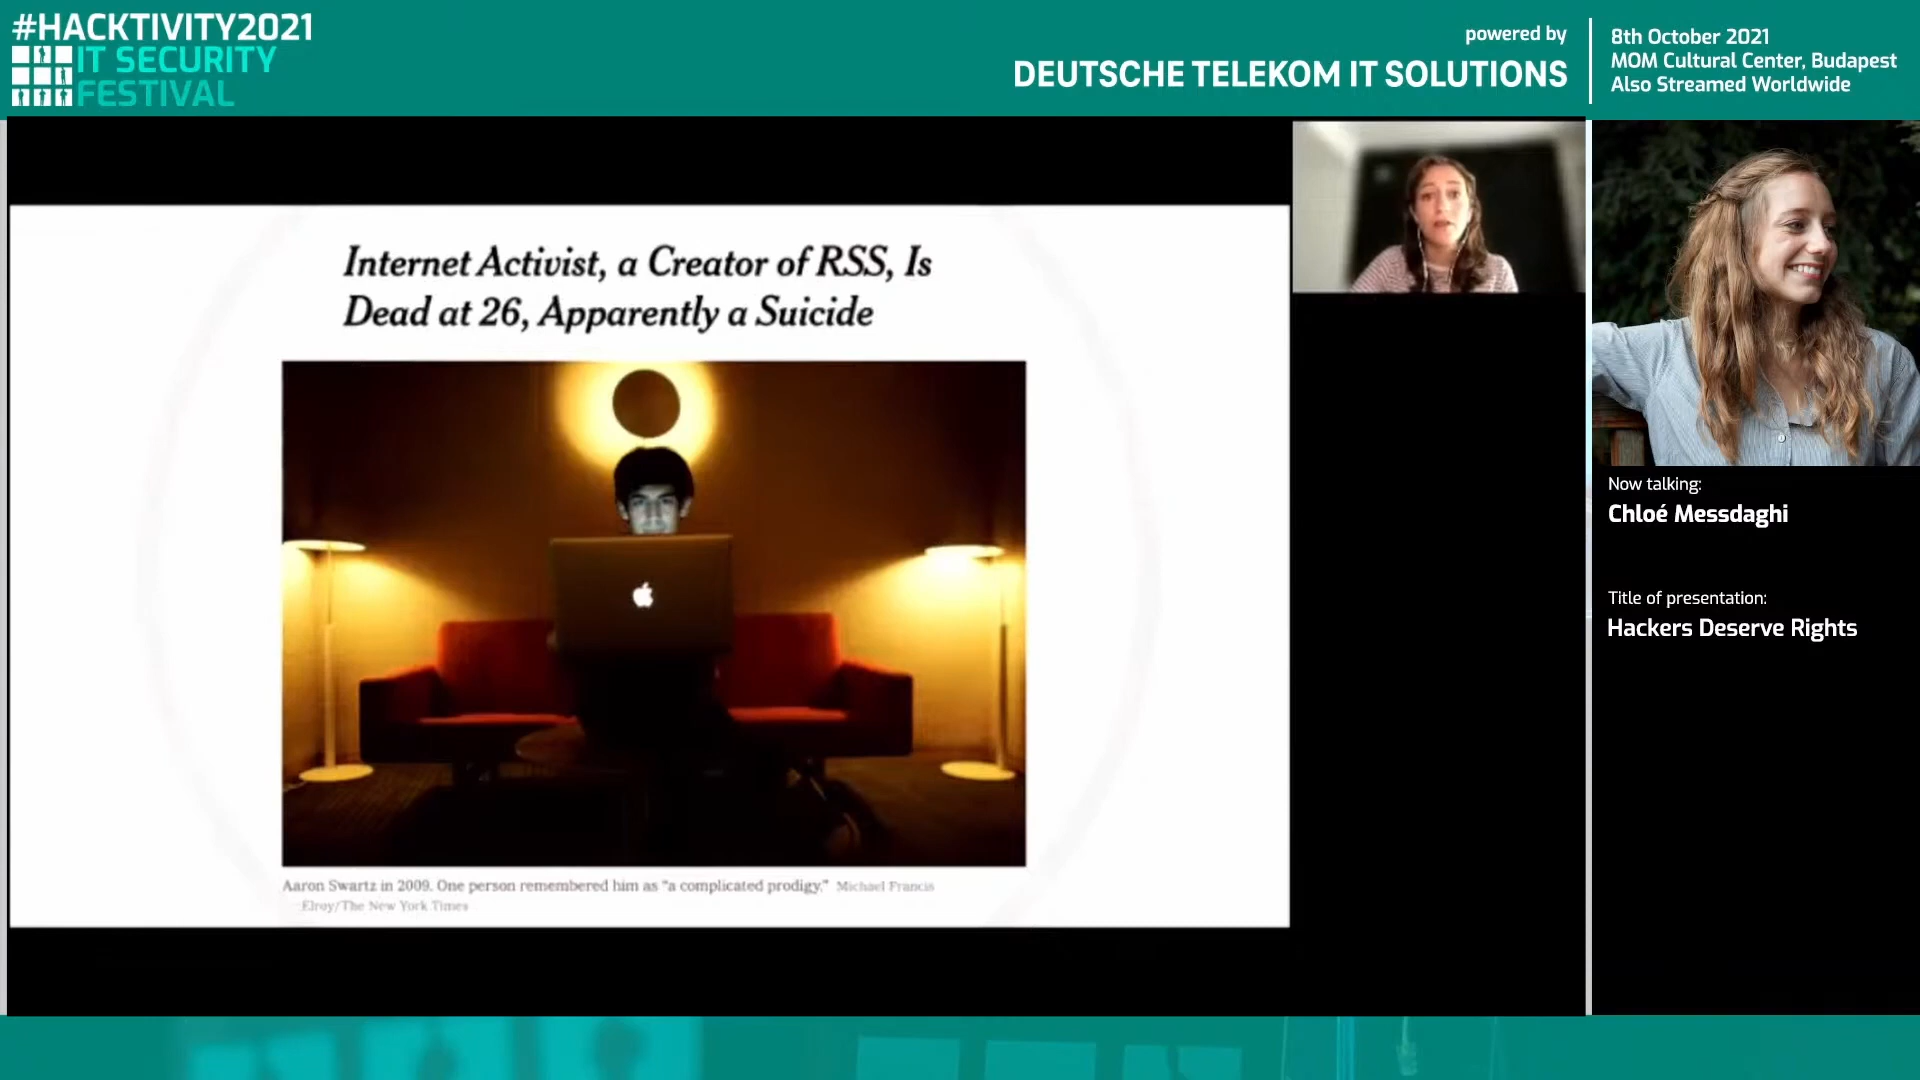 #HACKTIVITY2021
IT SECURITY
FESTIVAL
powered by
DEUTSCHE TELEKOM IT SOLUTIONS
8th October 2021
MOM Cultural Center, Budapest
Also Streamed Worldwide
Internet Activist, a Creator of RSS, Is
Dead at 26, Apparently a Suicide
Aaron Swartz in 2009. One person remembered him as "a complicated prodigy." Michael Francis
Elroy/The New York Times
Now talking:
Chloé Messdaghi
Title of presentation:
Hackers Deserve Rights